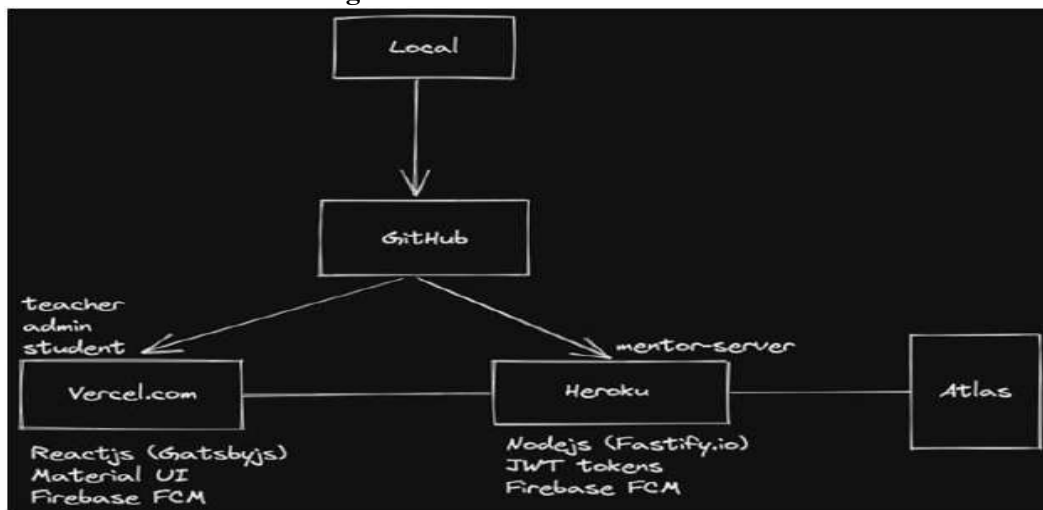 Local
GitHub
teacher
admin
student
mentor-server
Vercel.com
Heroku
Atlas
Reactjs (Gatsbyjs)
Material UI
Firebase FCM
Nodejs (Fastify.io)
JWT tokens
Firebase FCM